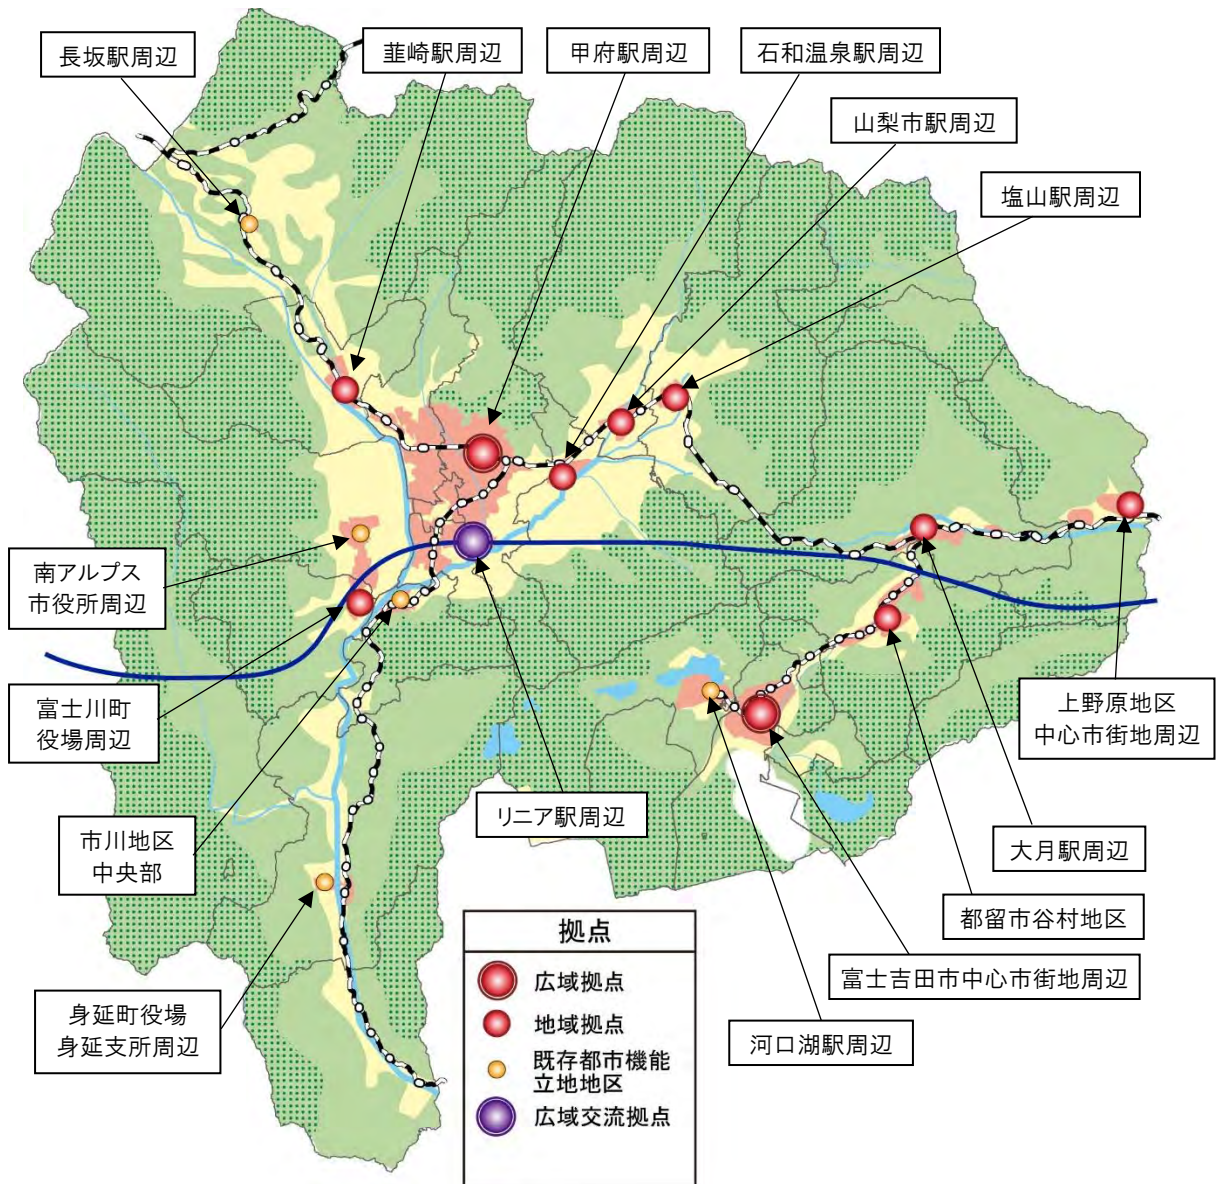 長坂駅周辺
韮崎駅周辺
甲府駅周辺
石和温泉駅周辺
山梨市駅周辺
塩山駅周辺
南アルプス
市役所周辺
富士川町
役場周辺
市川地区
中央部
身延町役場
身延支所周辺
リニア駅周辺
上野原地区
中心市街地周辺
大月駅周辺
都留市谷村地区
富士吉田市中心市街地周辺
河口湖駅周辺
拠点
広域拠点
地域拠点
既存都市機能
立地地区
広域交流拠点